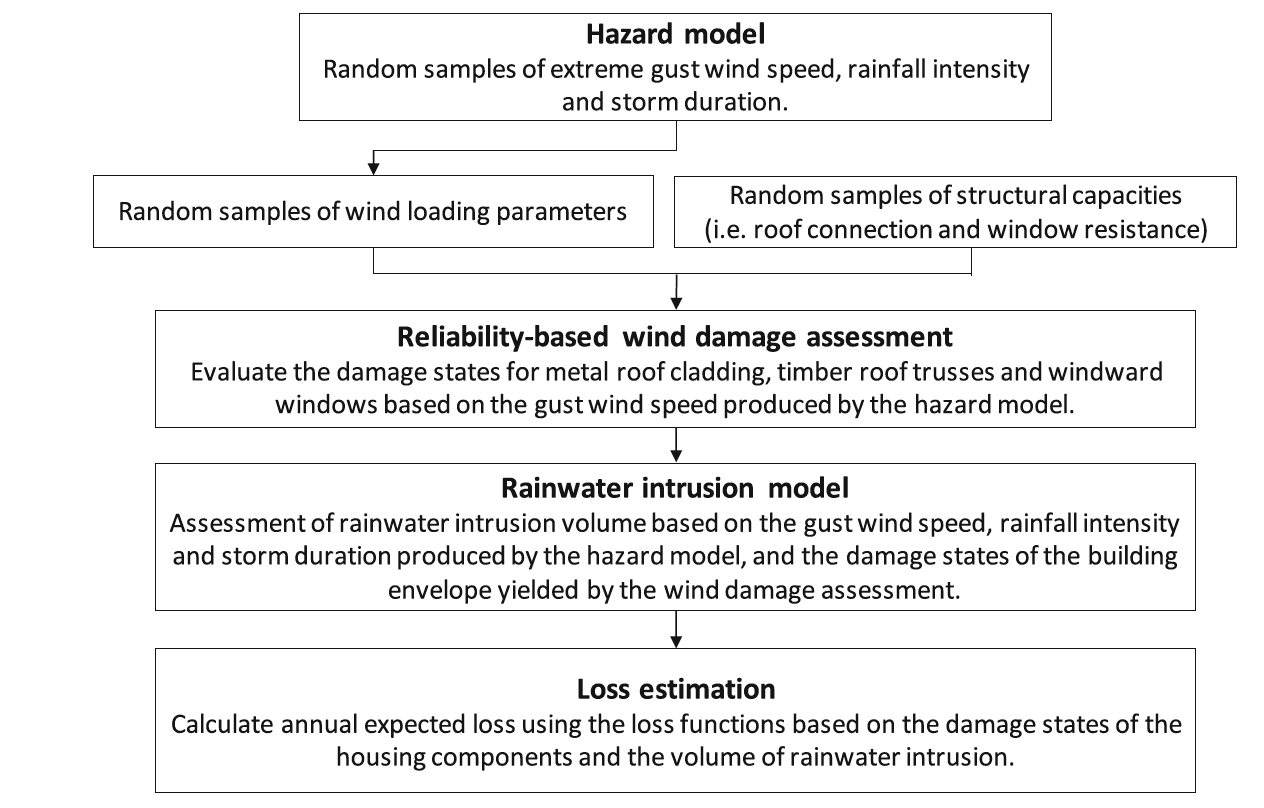 Hazard model
Random samples of extreme gust wind speed, rainfall intensity
and storm duration.
Random samples of wind loading parameters
Random samples of structural capacities
(i.e. roof connection and window resistance)
Reliability-based wind damage assessment
Evaluate the damage states for metal roof cladding, timber roof trusses and windward
windows based on the gust wind speed produced by the hazard model.
Rainwater intrusion model
Assessment of rainwater intrusion volume based on the gust wind speed, rainfall intensity
and storm duration produced by the hazard model, and the damage states of the building
envelope yielded by the wind damage assessment.
Loss estimation
Calculate annual expected loss using the loss functions based on the damage states of the
housing components and the volume of rainwater intrusion.